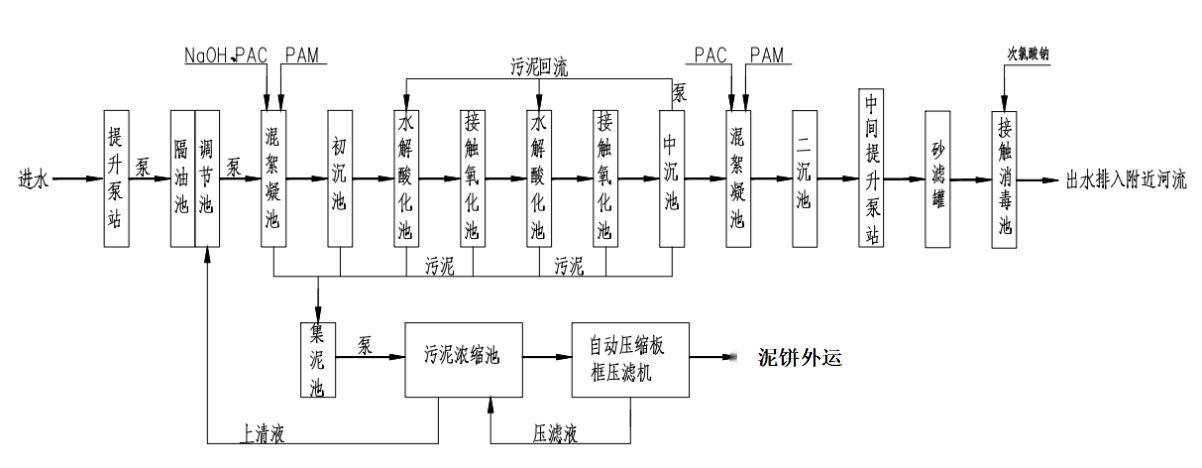 NaOH、PAC
PAM
污泥回流
泵
PAC
PAM
次氯酸钠
进水
提升泵站
泵
隔油池
调节池
泵
混絮凝池
初沉池
水解酸化池
接触氧化池
水解酸化池
接触氧化池
中沉池
混絮凝池
二沉池
中间提升泵站
砂滤罐
接触消毒池
出水排入附近河流
污泥
污泥
集泥池
泵
污泥浓缩池
自动压缩板
框压滤机
泥饼外运
上清液
压滤液